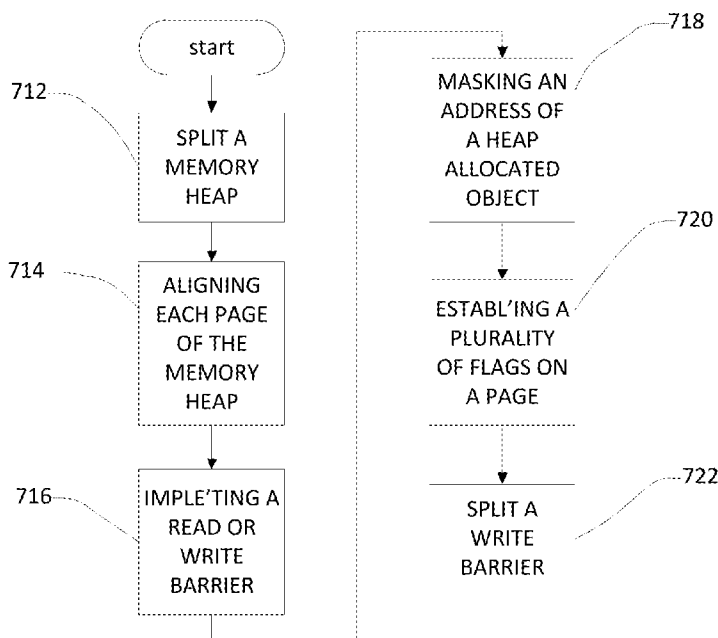 start
712
SPLIT A
MEMORY
HEAP
714
ALIGNING
EACH PAGE
OF THE
MEMORY
HEAP
716
IMPLE'TING A
READ OR
WRITE
BARRIER
718
MASKING AN
ADDRESS OF
A HEAP
ALLOCATED
OBJECT
720
ESTABL'ING A
PLURALITY
OF FLAGS ON
A PAGE
722
SPLIT A
WRITE
BARRIER